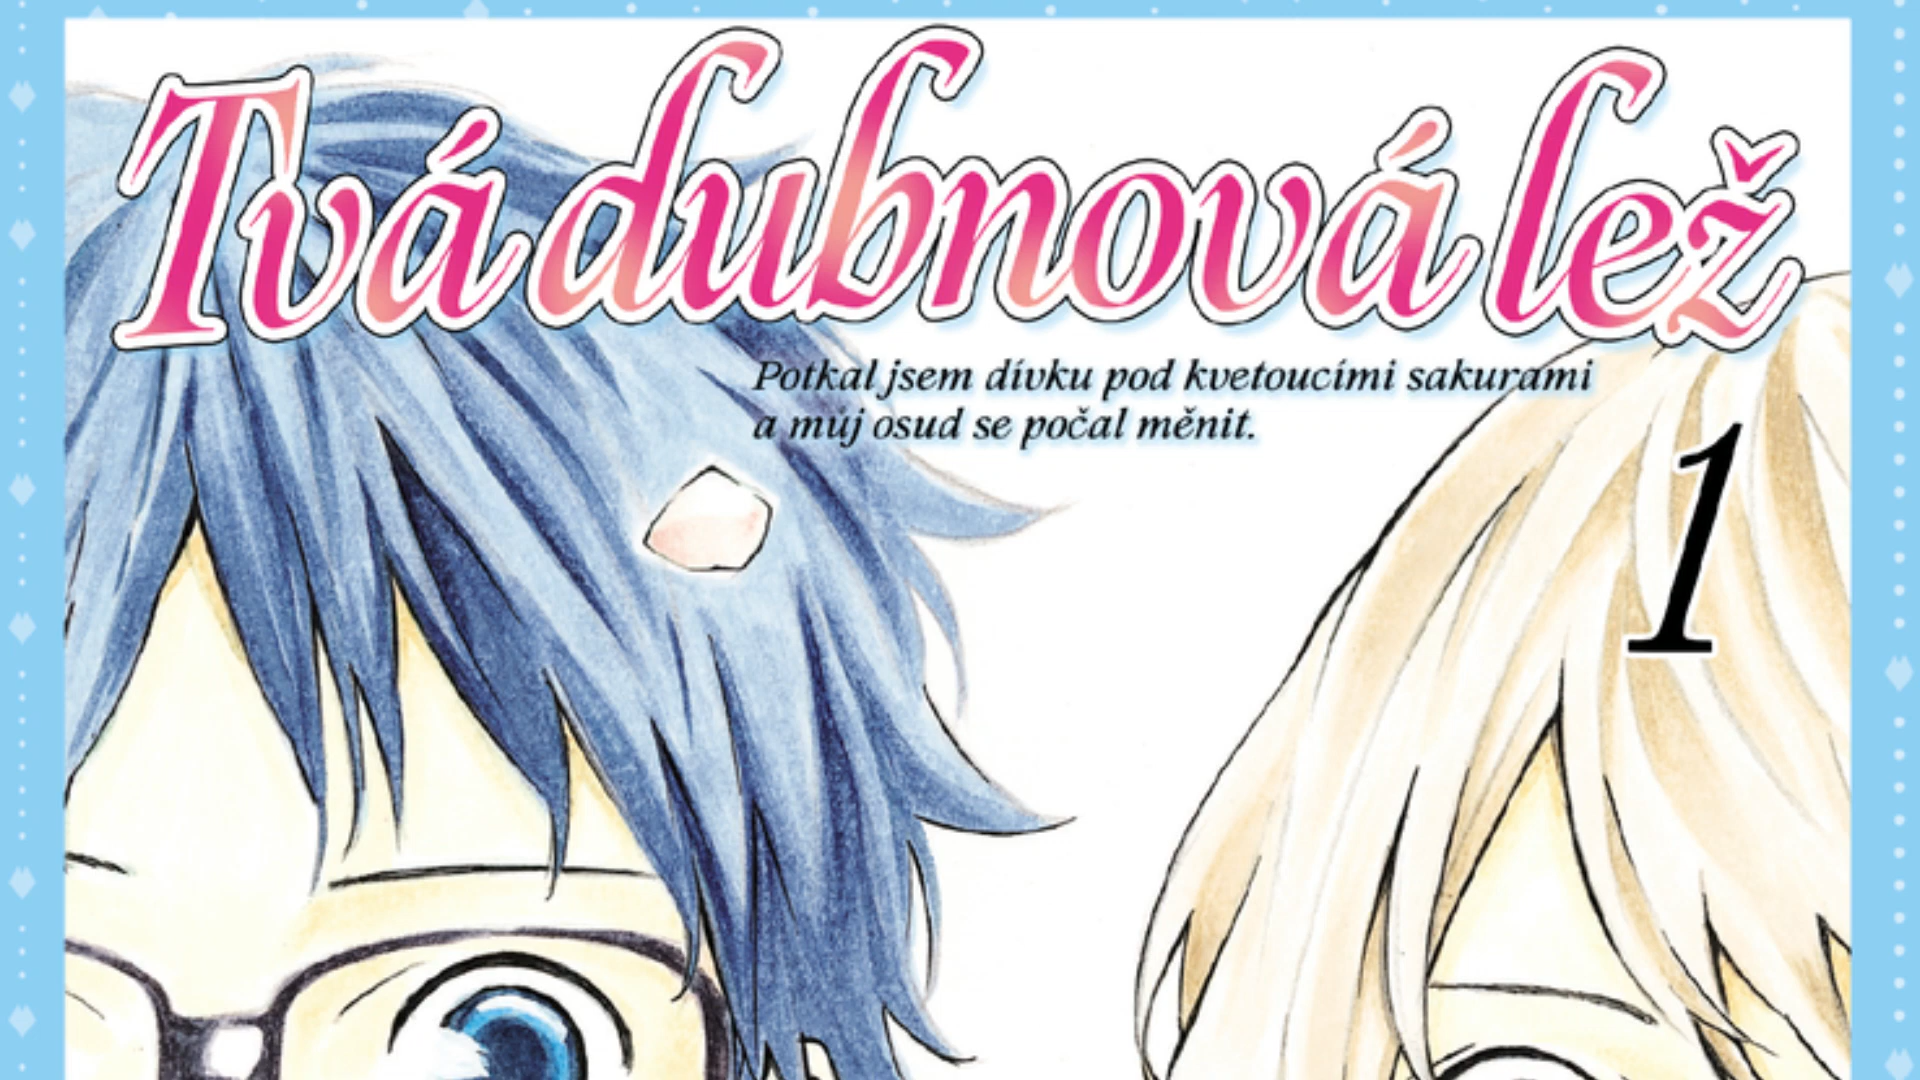 Tvá dubnová lež
Potkal jsem dívku pod kvetoucími sakurami
a můj osud se počal měnit.
1